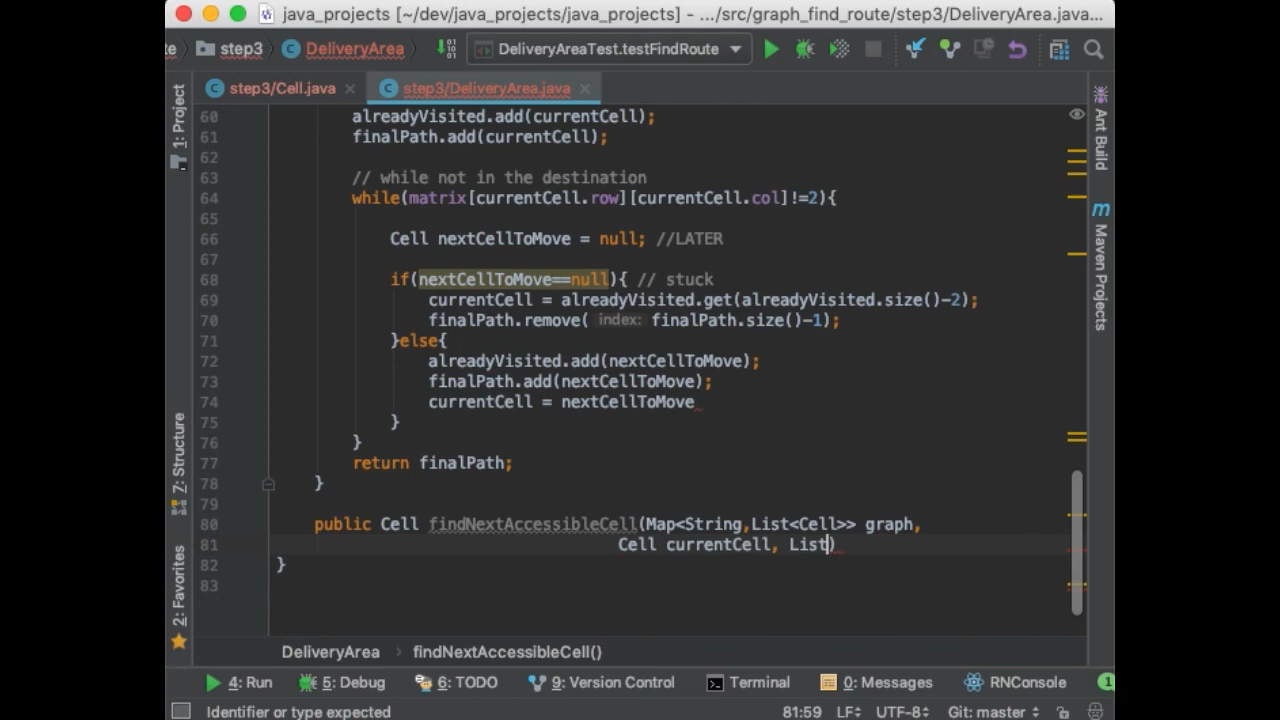 java_projects [~/dev/java_projects/java_projects] - .../src/graph_find_route/step3/DeliveryArea.java...
te step3 DeliveryArea DeliveryAreaTest.testFindRoute
step3/Cell.java step3/DeliveryArea.java
1: Project
Ant Build
Maven Projects
7: Structure
2: Favorites
60 alreadyVisited.add(currentCell);
61 finalPath.add(currentCell);
62
63 // while not in the destination
64 while(matrix[currentCell.row][currentCell.col]!=2){
65
66 Cell nextCellToMove = null; //LATER
67
68 if(nextCellToMove==null){ // stuck
69 currentCell = alreadyVisited.get(alreadyVisited.size()-2);
70 finalPath.remove( index: finalPath.size()-1);
71 }else{
72 alreadyVisited.add(nextCellToMove);
73 finalPath.add(nextCellToMove);
74 currentCell = nextCellToMove
75 }
76 }
77 return finalPath;
78 }
79
80 public Cell findNextAccessibleCell(Map<String,List<Cell>> graph,
81 Cell currentCell, List)
82 }
83
DeliveryArea › findNextAccessibleCell()
4: Run 5: Debug 6: TODO 9: Version Control Terminal 0: Messages RNConsole 1
Identifier or type expected 81:59 LF UTF-8 Git: master